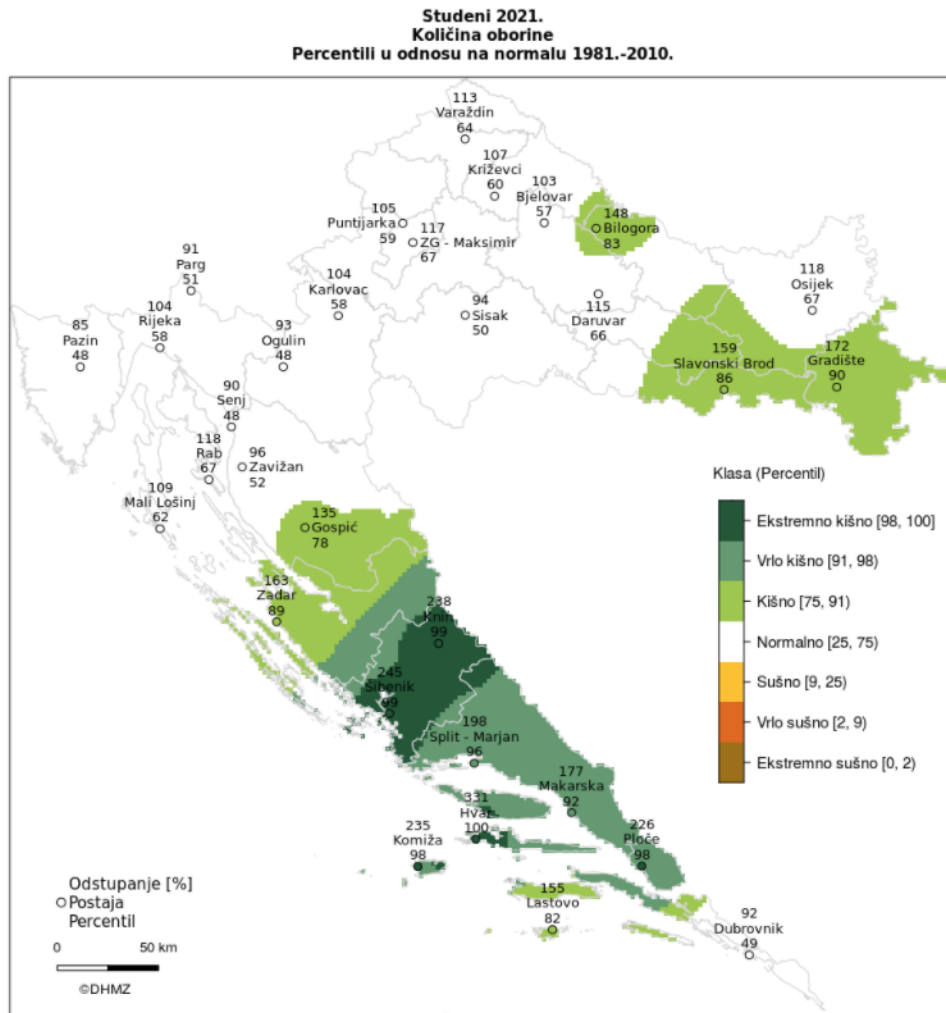 Studeni 2021.
Količina oborine
Percentili u odnosu na normalu 1981.-2010.
113
Varaždin
64
107
Križevci
60
103
Bjelovar
57
148
Bilogora
83
105
Puntijarka
59
117
ZG - Maksimir
67
91
Parg
51
104
Karlovac
58
94
Sisak
50
115
Daruvar
66
118
Osijek
67
104
Rijeka
58
85
Pazin
48
93
Ogulin
48
159
Slavonski Brod
86
172
Gradište
90
90
Senj
48
118
Rab
67
96
Zavižan
52
109
Mali Lošinj
62
135
Gospić
78
163
Zadar
89
238
Knin
99
245
Šibenik
99
198
Split - Marjan
96
177
Makarska
92
331
Hvar
100
235
Komiža
98
226
Ploče
98
155
Lastovo
82
92
Dubrovnik
49
Klasa (Percentil)
Ekstremno kišno [98, 100]
Vrlo kišno [91, 98)
Kišno [75, 91)
Normalno [25, 75)
Sušno [9, 25)
Vrlo sušno [2, 9)
Ekstremno sušno [0, 2)
Odstupanje [%]
Postaja
Percentil
0 50 km
©DHMZ